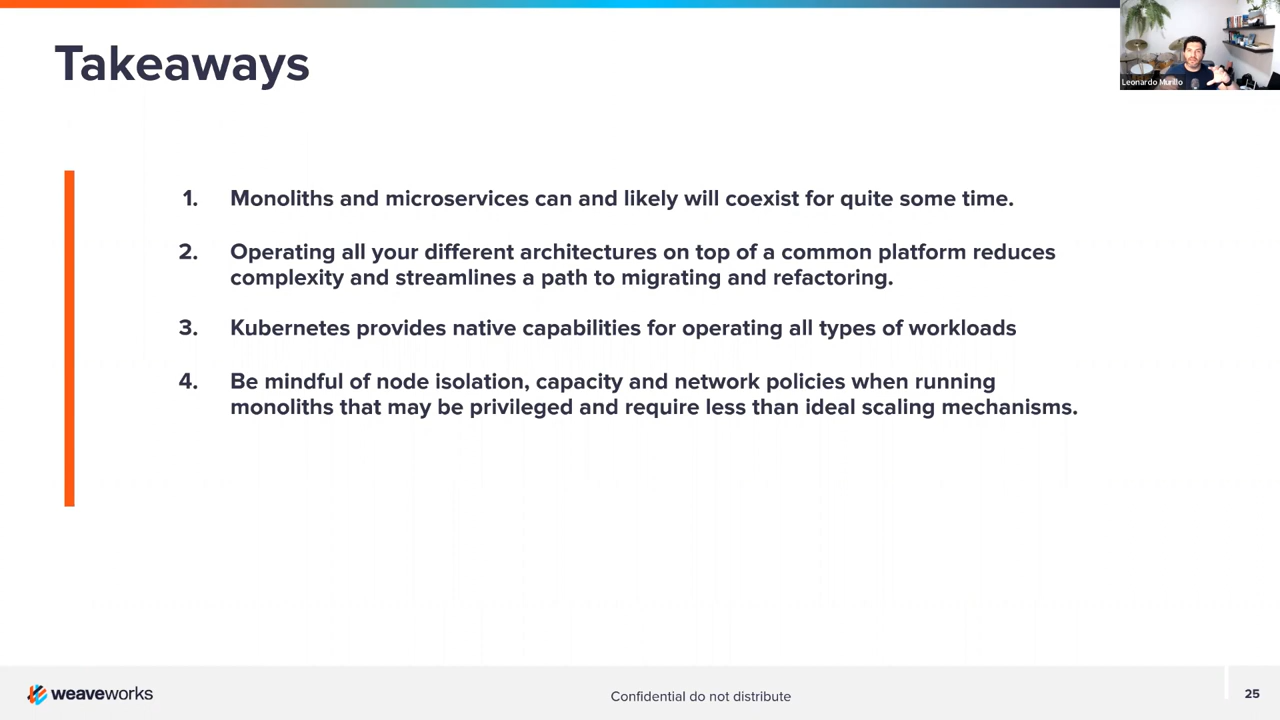 Takeaways
Leonardo Murillo
1. Monoliths and microservices can and likely will coexist for quite some time.
2. Operating all your different architectures on top of a common platform reduces
complexity and streamlines a path to migrating and refactoring.
3. Kubernetes provides native capabilities for operating all types of workloads
4. Be mindful of node isolation, capacity and network policies when running
monoliths that may be privileged and require less than ideal scaling mechanisms.
weaveworks
Confidential do not distribute
25